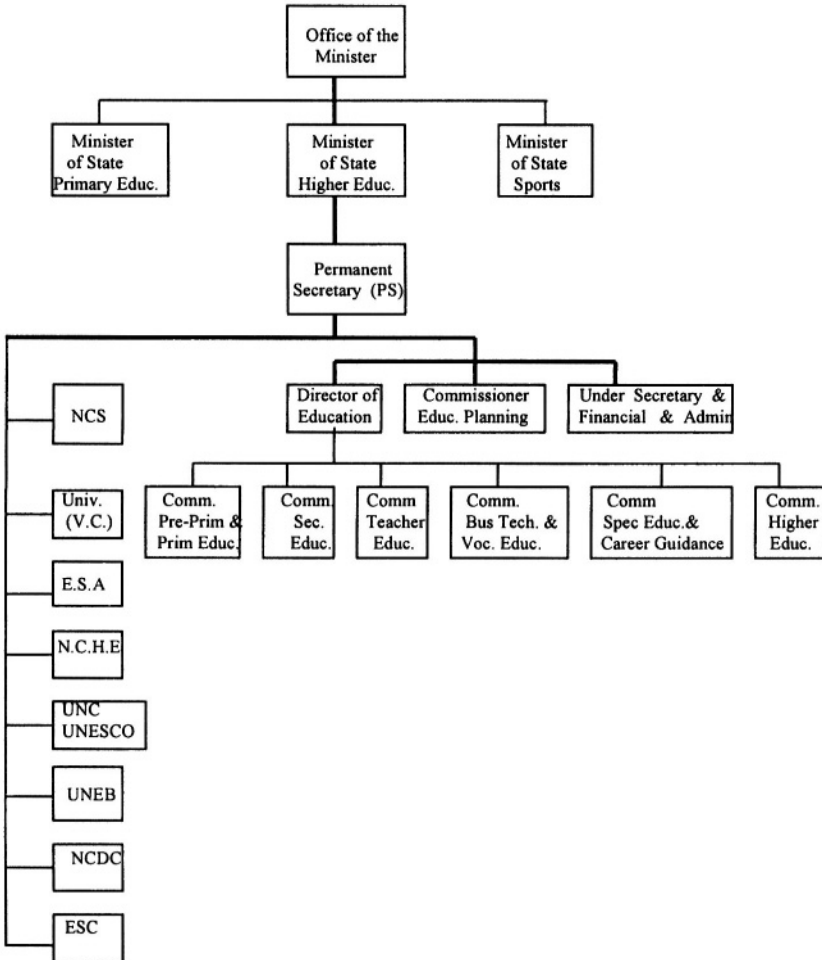 Office of the
Minister
Minister
of State
Primary Educ.
Minister
of State
Higher Educ.
Minister
of State
Sports
Permanent
Secretary (PS)
NCS
Director of
Education
Commissioner
Educ. Planning
Under Secretary &
Financial & Admin
Univ.
(V.C.)
Comm.
Pre-Prim &
Prim Educ.
Comm.
Sec.
Educ.
Comm
Teacher
Educ.
Comm.
Bus Tech. &
Voc. Educ.
Comm
Spec Educ.&
Career Guidance
Comm.
Higher
Educ.
E.S.A
N.C.H.E
UNC
UNESCO
UNEB
NCDC
ESC